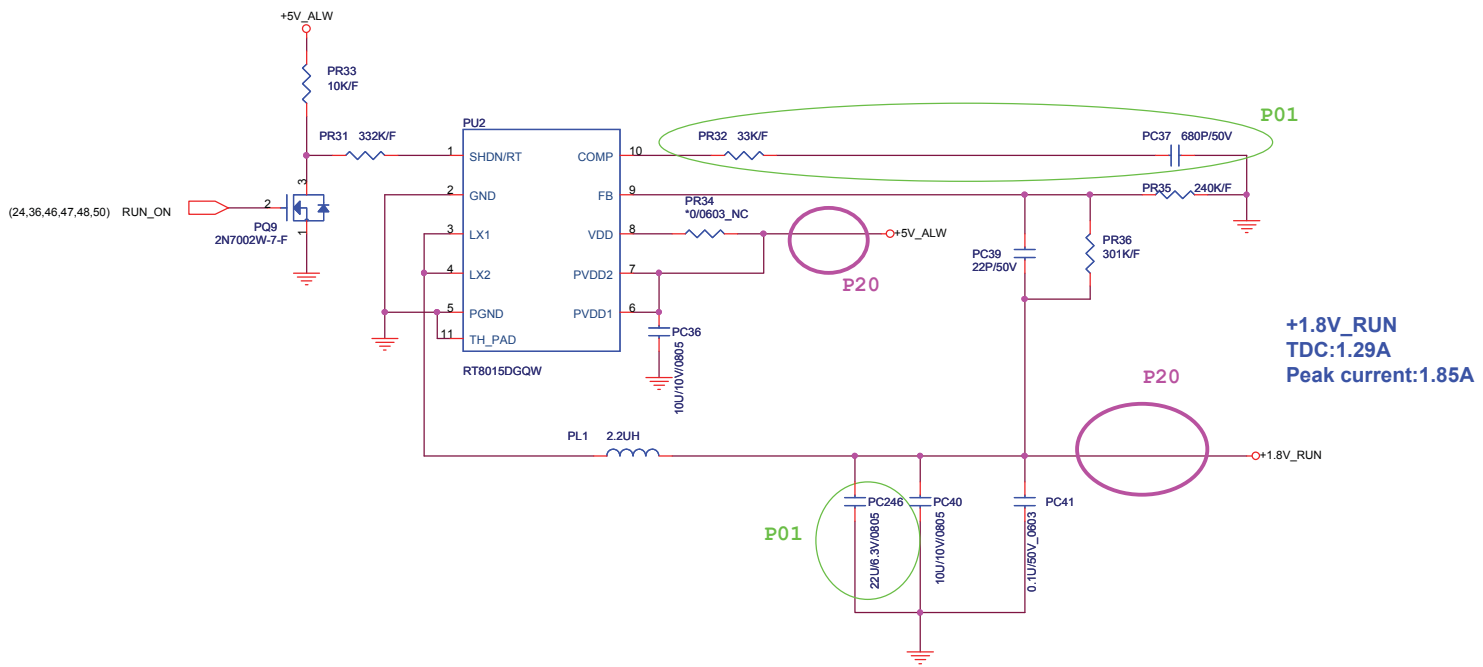 +5V_ALW
PR33
10K/F
PR31 332K/F
PU2
1 SHDN/RT
2 GND
3 LX1
4 LX2
5 PGND
11 TH_PAD
COMP 10
FB 9
VDD 8
PVDD2 7
PVDD1 6
RT8015DGQW
PR32 33K/F
PC37 680P/50V
P01
PR35 240K/F
PR34
*0/0603_NC
+5V_ALW
P20
PC39
22P/50V
PR36
301K/F
(24,36,46,47,48,50) RUN_ON
3
2
1
PQ9
2N7002W-7-F
PC36
10U/10V/0805
+1.8V_RUN
TDC:1.29A
Peak current:1.85A
P20
PL1 2.2UH
+1.8V_RUN
P01
PC246
22U/6.3V/0805
PC40
10U/10V/0805
PC41
0.1U/50V_0603